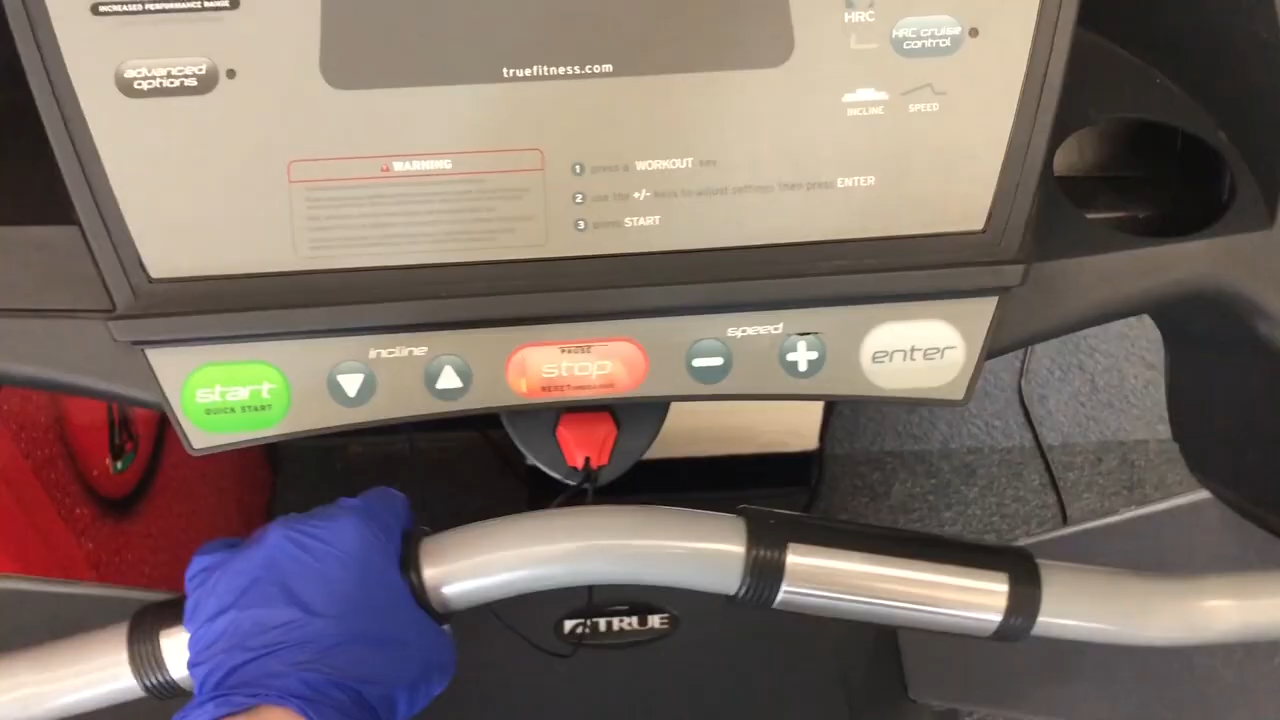 INCREASED PERFORMANCE RANGE
HRC
HRC cruise
control
advanced
options
truefitness.com
INCLINE SPEED
WARNING
1 press a WORKOUT key
2 use the +/- keys to adjust settings then press ENTER
3 press START
incline
speed
start
QUICK START
PAUSE
stop
RESET
enter
TRUE